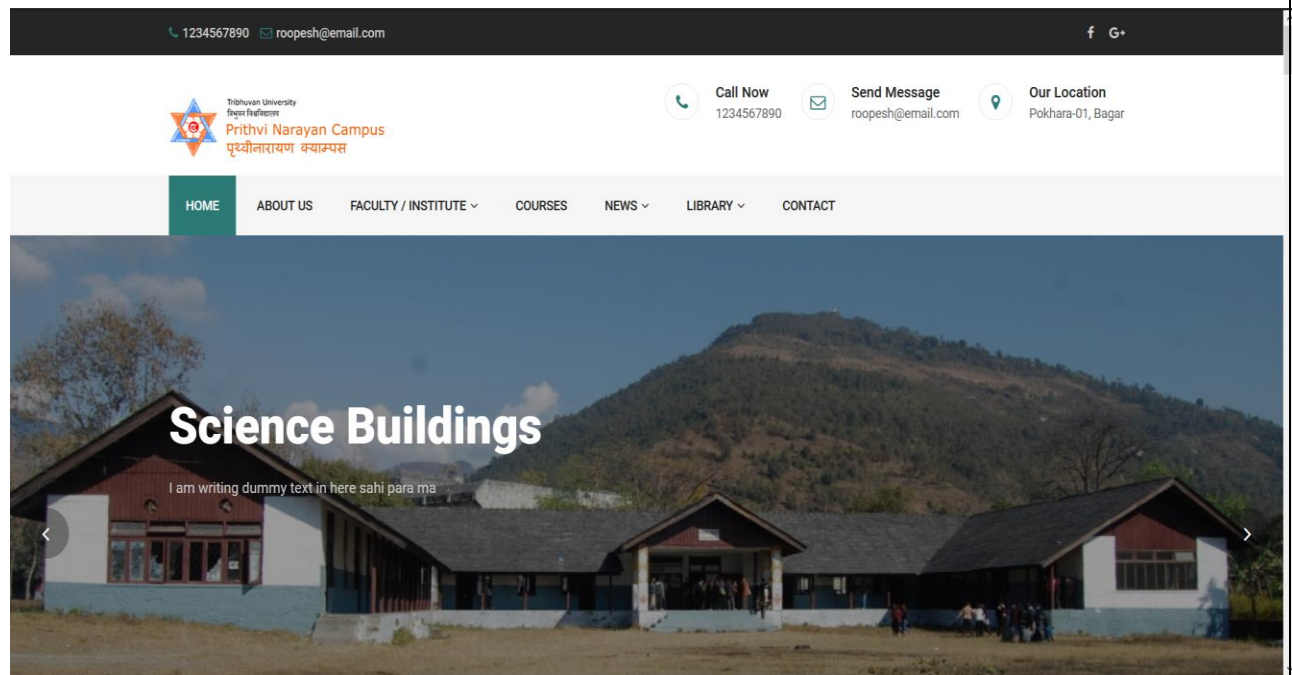 1234567890 roopesh@email.com
f G+
Tribhuvan University
त्रिभुवन विश्वविद्यालय
Prithvi Narayan Campus
पृथ्वीनारायण क्याम्पस
Call Now
1234567890
Send Message
roopesh@email.com
Our Location
Pokhara-01, Bagar
HOME ABOUT US FACULTY / INSTITUTE COURSES NEWS LIBRARY CONTACT
Science Buildings
I am writing dummy text in here sahi para ma